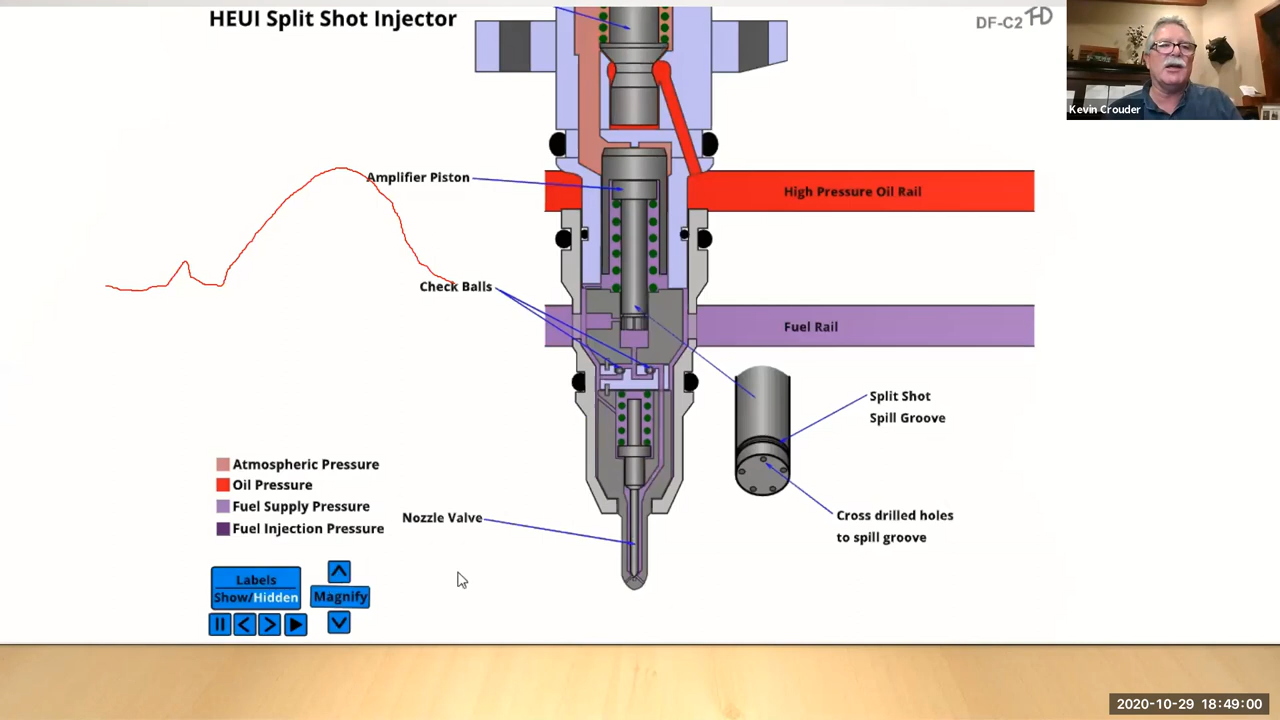 HEUI Split Shot Injector
DF-C2
Kevin Crouder
Amplifier Piston
High Pressure Oil Rail
Check Balls
Fuel Rail
Split Shot
Spill Groove
Atmospheric Pressure
Oil Pressure
Fuel Supply Pressure
Fuel Injection Pressure
Nozzle Valve
Cross drilled holes
to spill groove
Labels
Show/Hidden
Magnify
2020-10-29 18:49:00